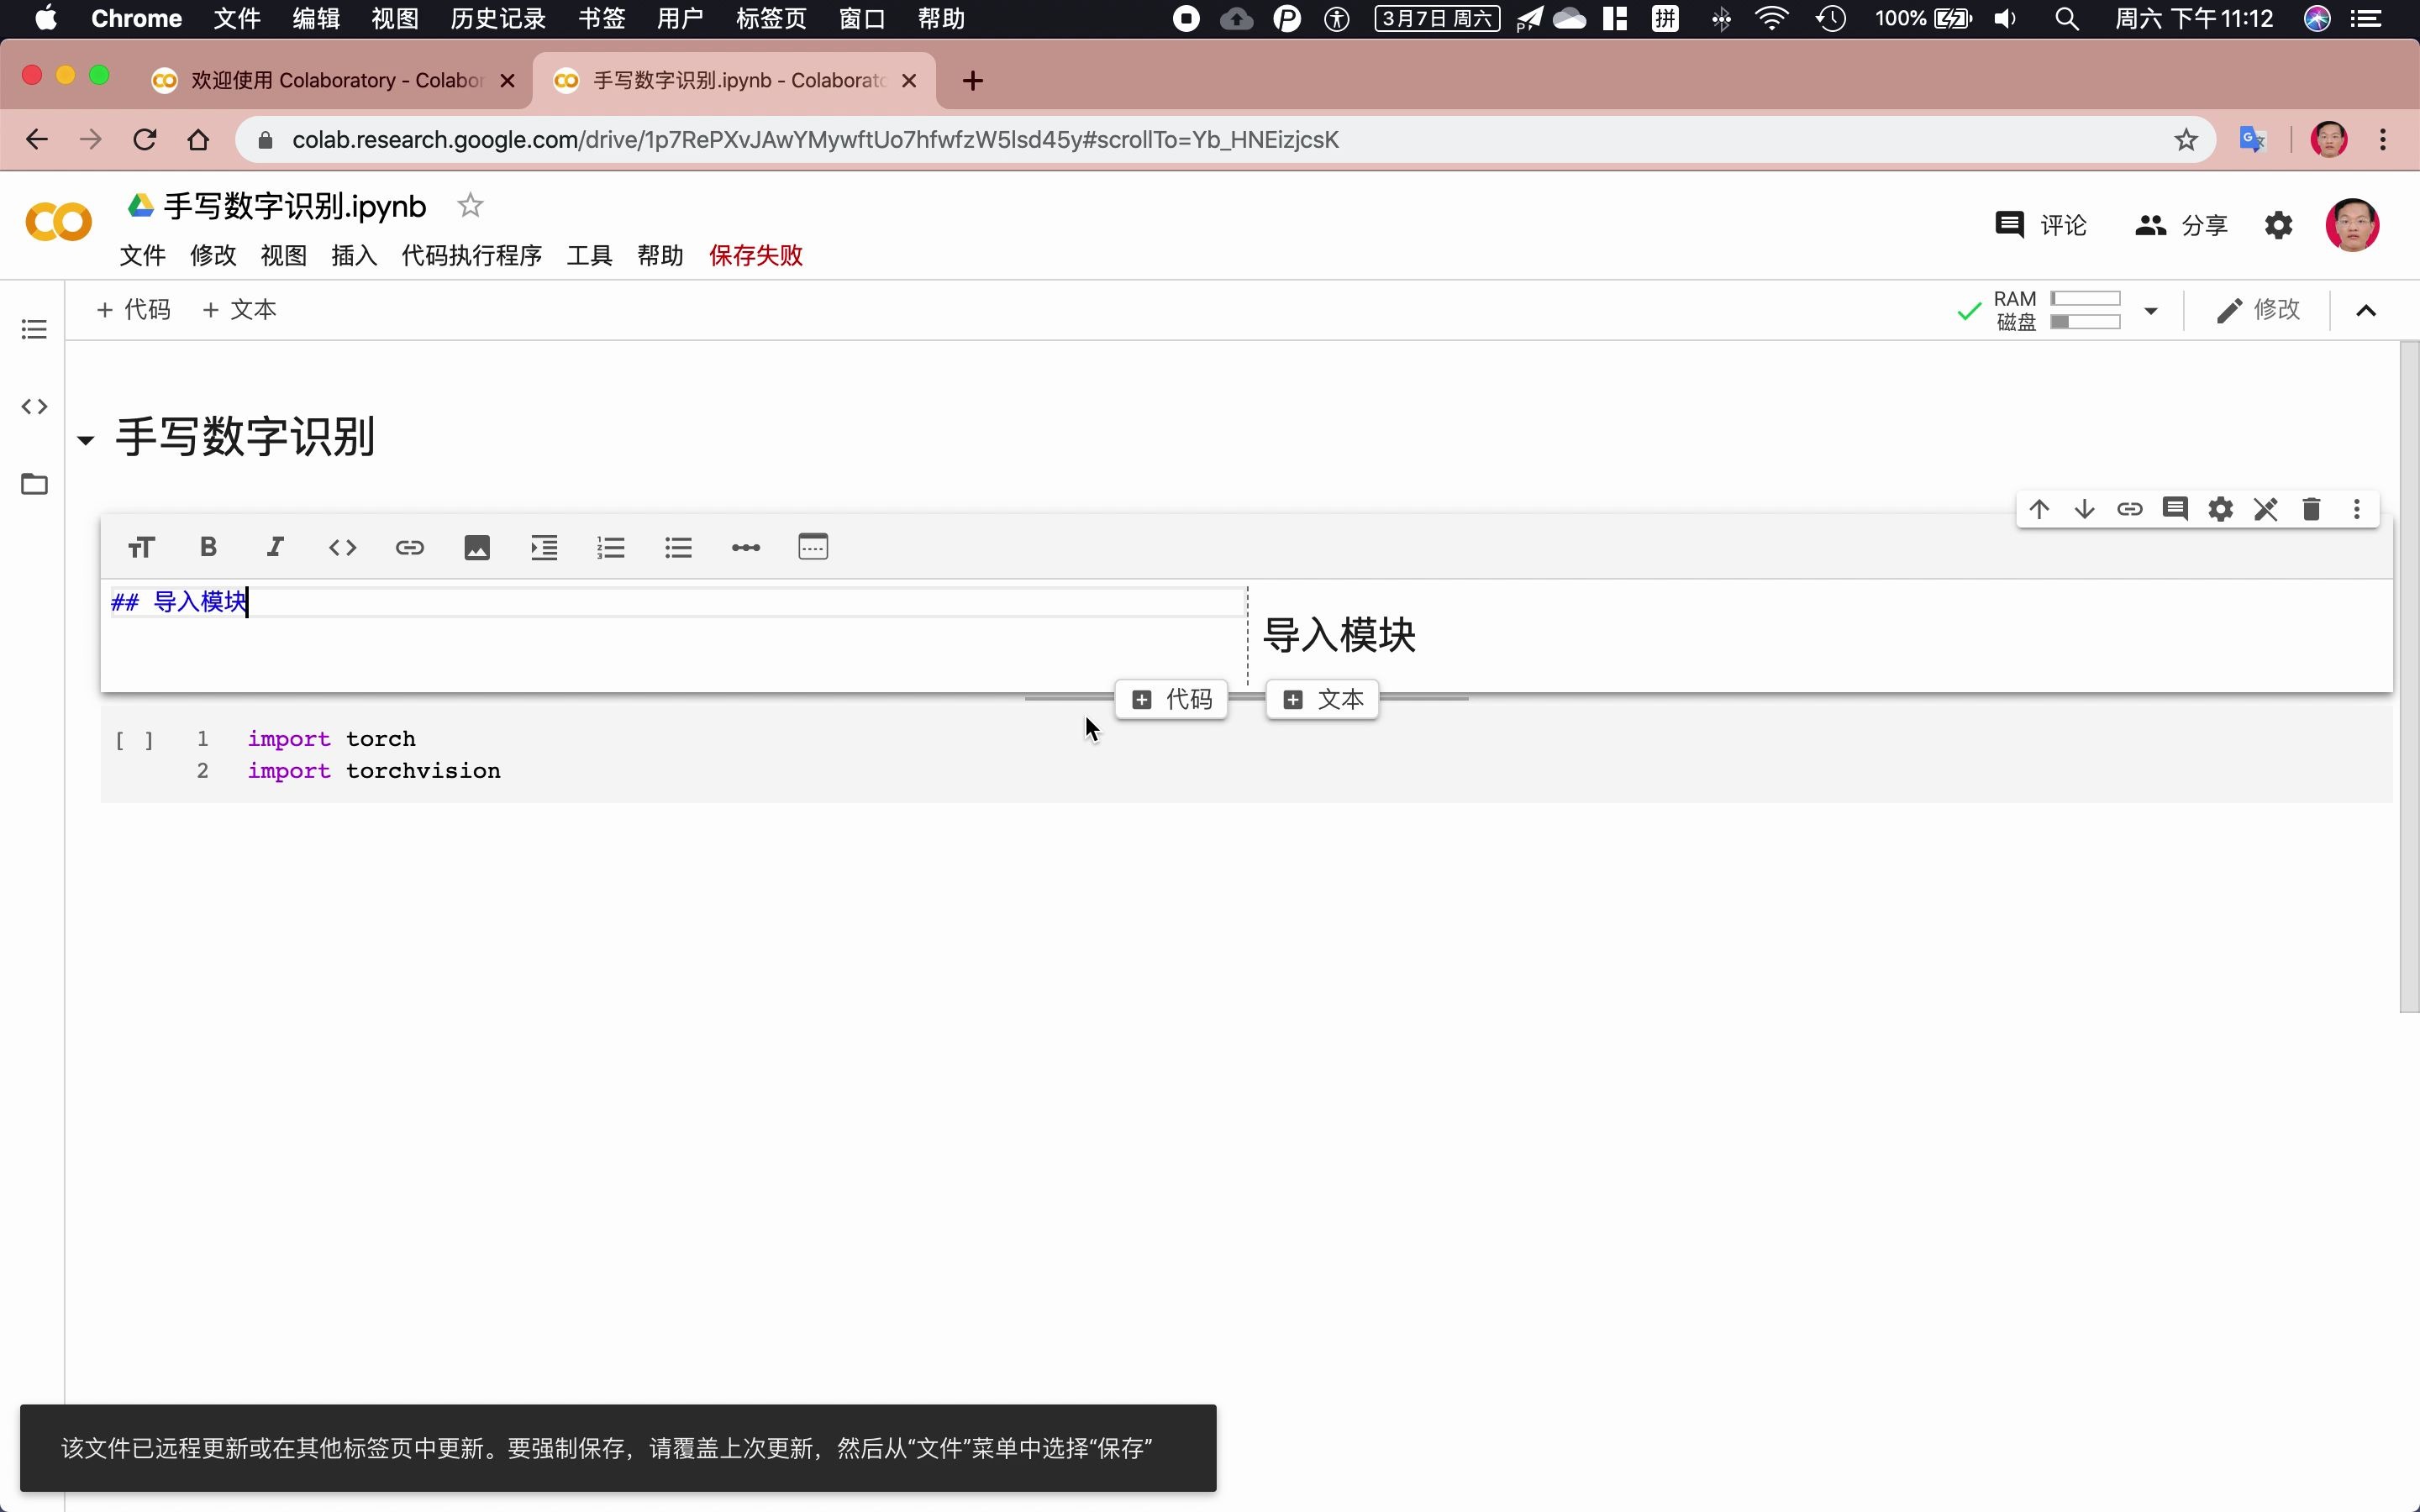 Chrome 文件 编辑 视图 历史记录 书签 用户 标签页 窗口 帮助 3月7日 周六 拼 100% 周六 下午11:12
欢迎使用 Colaboratory - Colabor 手写数字识别.ipynb - Colaborato
colab.research.google.com/drive/1p7RePXvJAwYMywftUo7hfwfzW5lsd45y#scrollTo=Yb_HNEizjcsK
手写数字识别.ipynb
评论 分享
文件 修改 视图 插入 代码执行程序 工具 帮助 保存失败
+ 代码 + 文本
RAM
磁盘
修改
手写数字识别
## 导入模块
导入模块
代码 文本
[ ] 1 import torch
2 import torchvision
该文件已远程更新或在其他标签页中更新。要强制保存，请覆盖上次更新，然后从“文件”菜单中选择“保存”